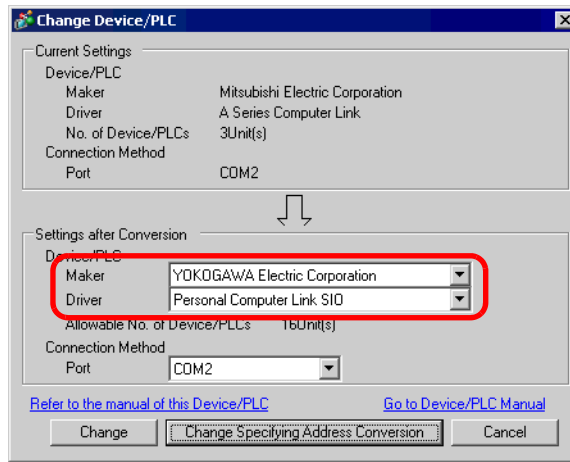 Change Device/PLC
Current Settings
Device/PLC
Maker Mitsubishi Electric Corporation
Driver A Series Computer Link
No. of Device/PLCs 3Unit(s)
Connection Method
Port COM2
Settings after Conversion
Device/PLC
Maker YOKOGAWA Electric Corporation
Driver Personal Computer Link SIO
Allowable No. of Device/PLCs 16Unit(s)
Connection Method
Port COM2
Refer to the manual of this Device/PLC Go to Device/PLC Manual
Change Change Specifying Address Conversion Cancel